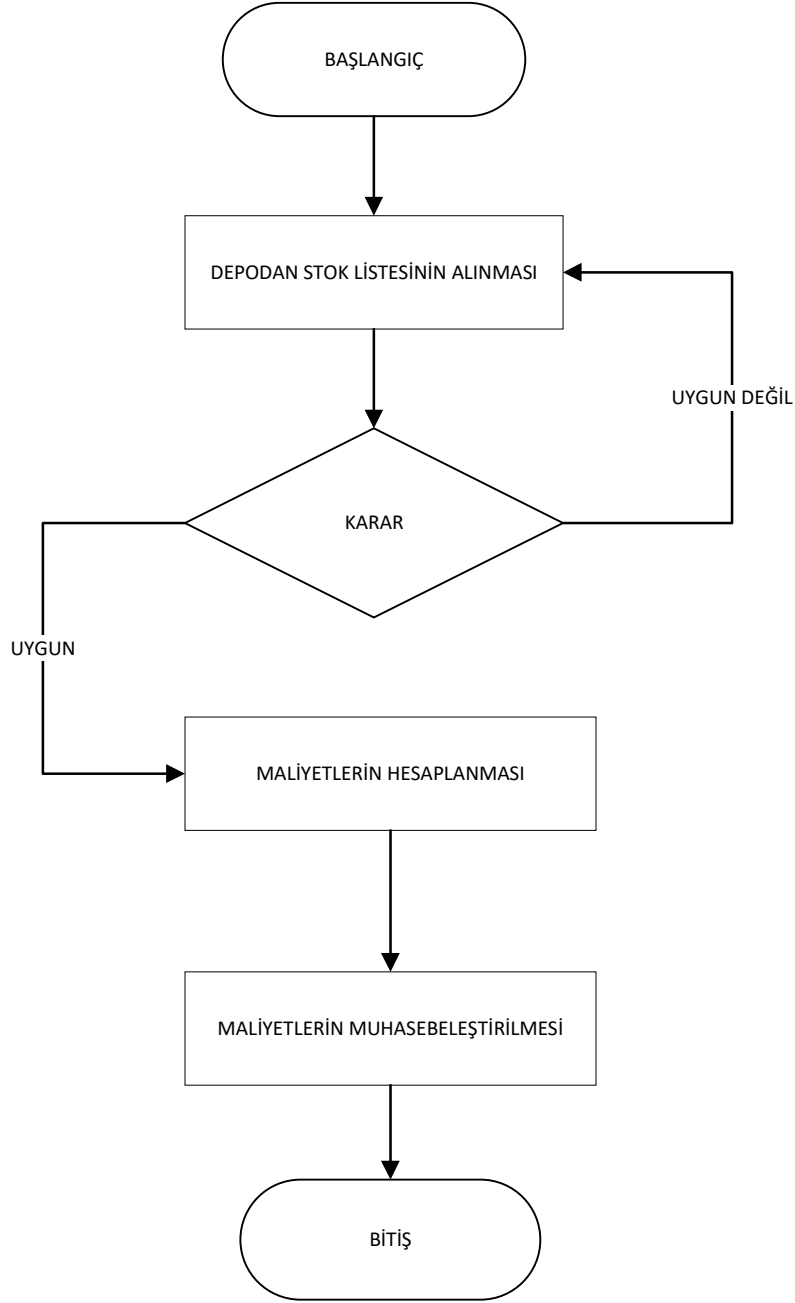 BAŞLANGIÇ
DEPODAN STOK LİSTESİNİN ALINMASI
UYGUN DEĞİL
KARAR
UYGUN
MALİYETLERİN HESAPLANMASI
MALİYETLERİN MUHASEBELEŞTİRİLMESİ
BİTİŞ